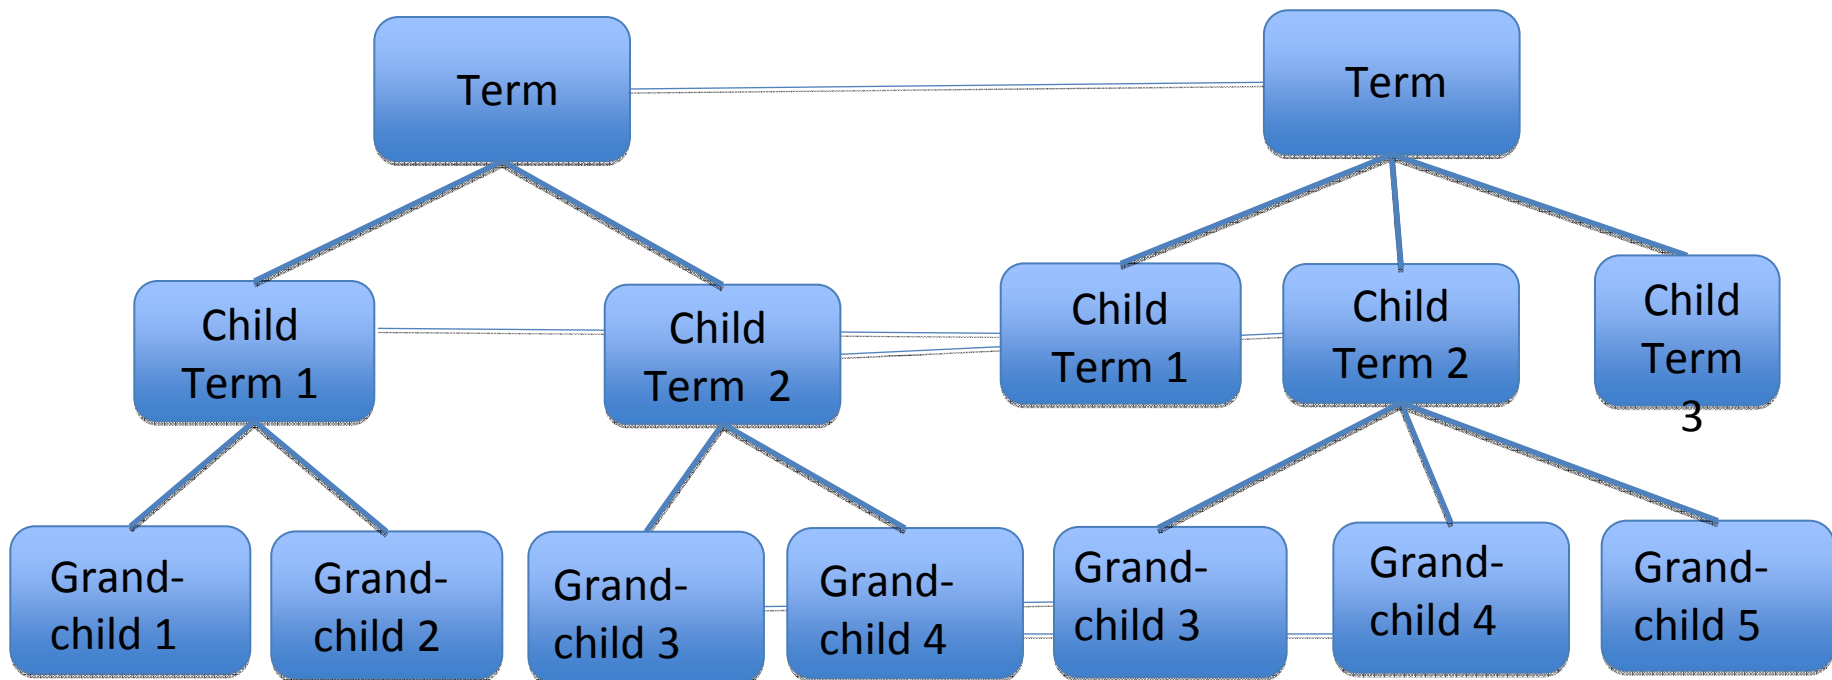 Term
Term
Child
Term 1
Child
Term  2
Child
Term 1
Child
Term 2
Child
Term
3
Grand-
child 1
Grand-
child 2
Grand-
child 3
Grand-
child 4
Grand-
child 3
Grand-
child 4
Grand-
child 5